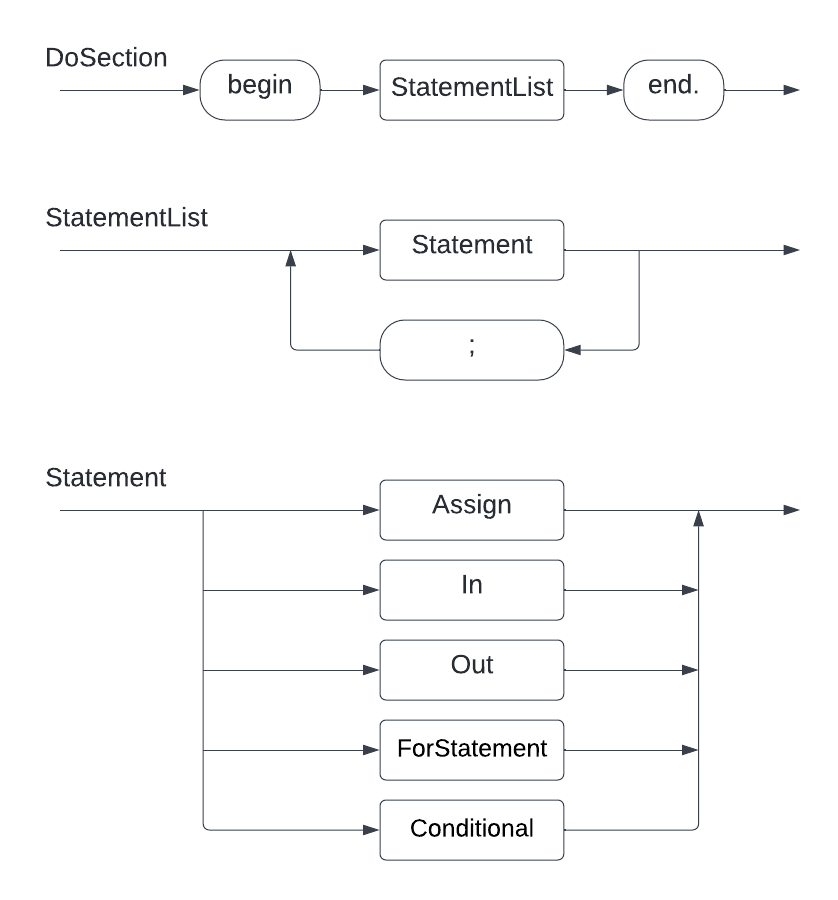 DoSection
begin
StatementList
end.
StatementList
Statement
;
Statement
Assign
In
Out
ForStatement
Conditional